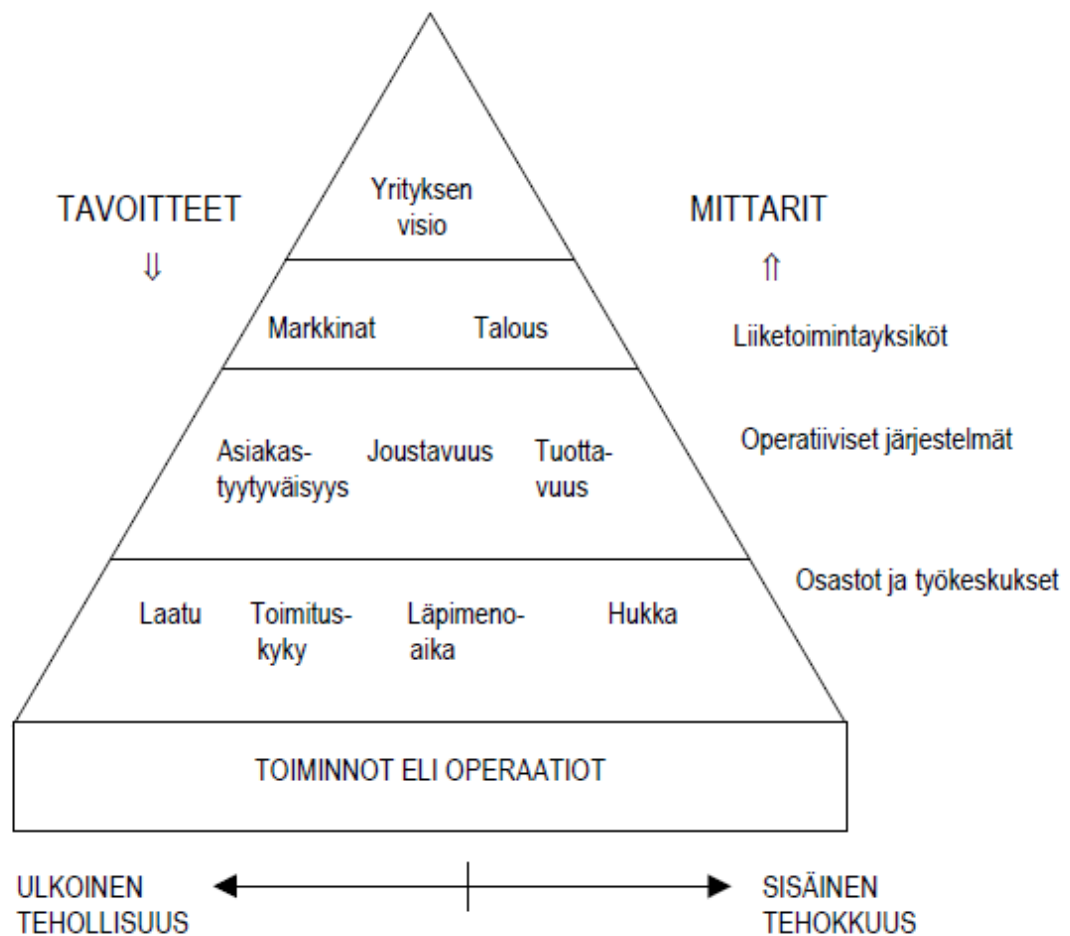 Yrityksen
visio
TAVOITTEET
MITTARIT
⇓
⇑
Markkinat
Talous
Liiketoimintayksiköt
Asiakas-
tyytyväisyys
Joustavuus
Tuotta-
vuus
Operatiiviset järjestelmät
Osastot ja työkeskukset
Laatu
Toimitus-
kyky
Läpimeno-
aika
Hukka
TOIMINNOT ELI OPERAATIOT
ULKOINEN
TEHOLLISUUS
SISÄINEN
TEHOKKUUS